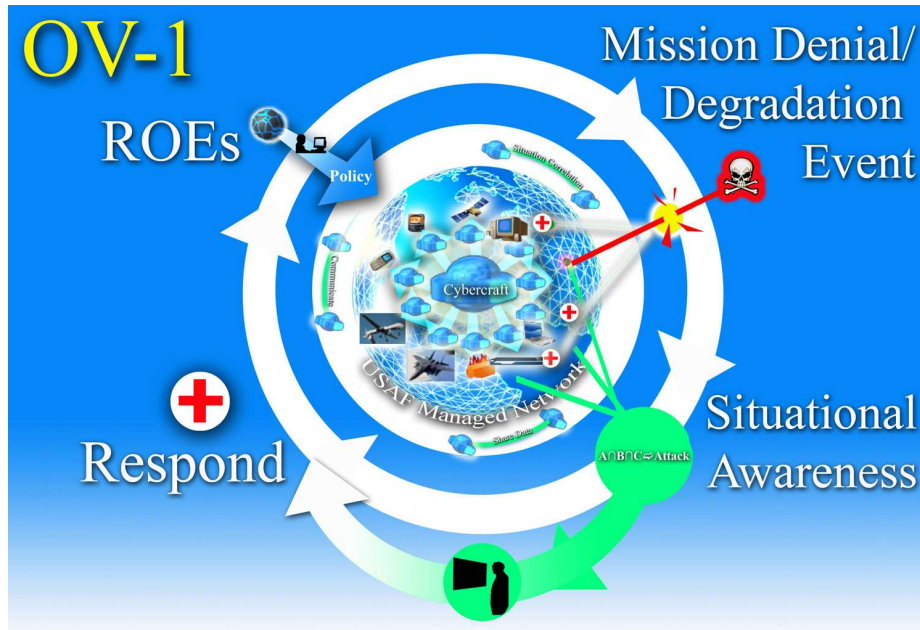 OV-1
Mission Denial/
Degradation
Event
ROEs
Policy
Situation Correlation
Communicate
Cybercraft
USAF Managed Network
Share Data
Situational
Awareness
A∩B∩C⇨Attack
Respond